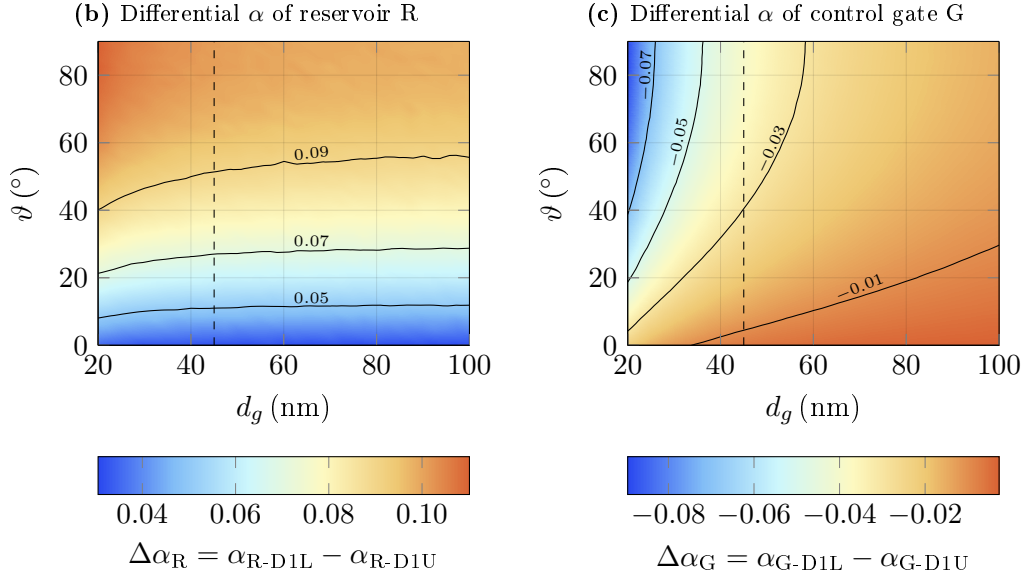 (b) Differential α of reservoir R
80
60
40
20
0
ϑ (°)
0.09
0.07
0.05
20 40 60 80 100
d_g (nm)
0.04 0.06 0.08 0.10
Δα_R = α_R-D1L − α_R-D1U
(c) Differential α of control gate G
80
60
40
20
0
ϑ (°)
−0.07
−0.05
−0.03
−0.01
20 40 60 80 100
d_g (nm)
−0.08 −0.06 −0.04 −0.02
Δα_G = α_G-D1L − α_G-D1U